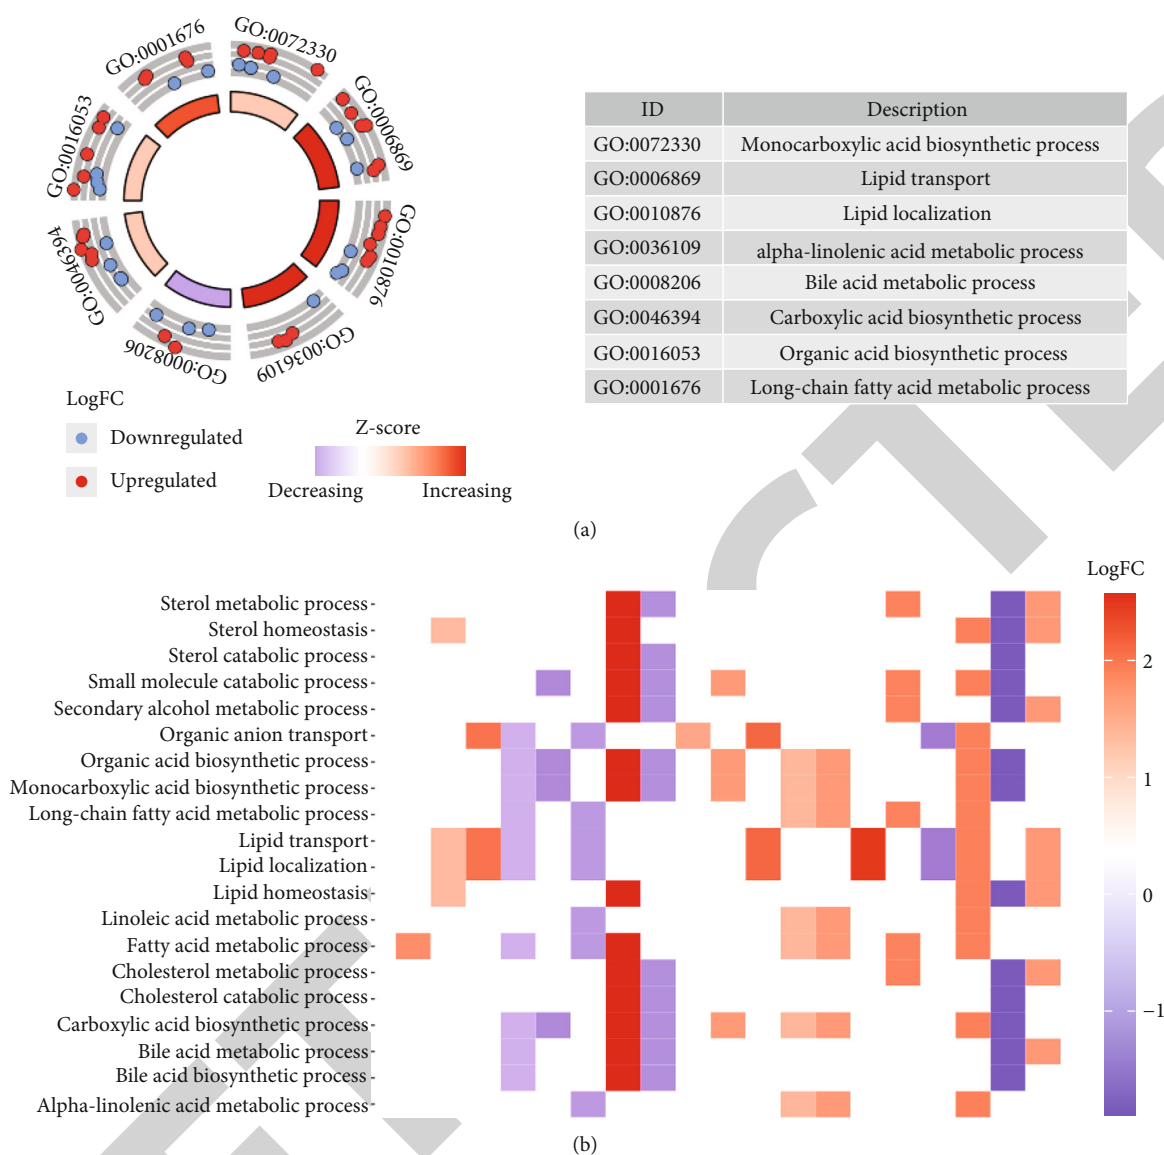 GO:0001676
GO:0072330
GO:0016053
GO:0006869
GO:0046394
GO:0010876
GO:0008206
GO:0036109
LogFC
Downregulated
Upregulated
Z-score
Decreasing Increasing
ID Description
GO:0072330 Monocarboxylic acid biosynthetic process
GO:0006869 Lipid transport
GO:0010876 Lipid localization
GO:0036109 alpha-linolenic acid metabolic process
GO:0008206 Bile acid metabolic process
GO:0046394 Carboxylic acid biosynthetic process
GO:0016053 Organic acid biosynthetic process
GO:0001676 Long-chain fatty acid metabolic process
(a)
Sterol metabolic process
Sterol homeostasis
Sterol catabolic process
Small molecule catabolic process
Secondary alcohol metabolic process
Organic anion transport
Organic acid biosynthetic process
Monocarboxylic acid biosynthetic process
Long-chain fatty acid metabolic process
Lipid transport
Lipid localization
Lipid homeostasis
Linoleic acid metabolic process
Fatty acid metabolic process
Cholesterol metabolic process
Cholesterol catabolic process
Carboxylic acid biosynthetic process
Bile acid metabolic process
Bile acid biosynthetic process
Alpha-linolenic acid metabolic process
LogFC
2
1
0
−1
(b)